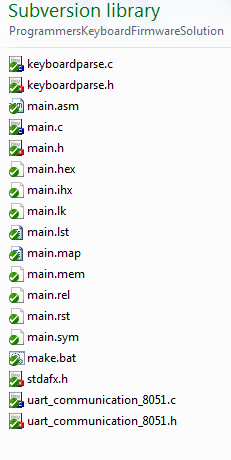 Subversion library
ProgrammersKeyboardFirmwareSolution
keyboardparse.c
keyboardparse.h
main.asm
main.c
main.h
main.hex
main.ihx
main.lk
main.lst
main.map
main.mem
main.rel
main.rst
main.sym
make.bat
stdafx.h
uart_communication_8051.c
uart_communication_8051.h